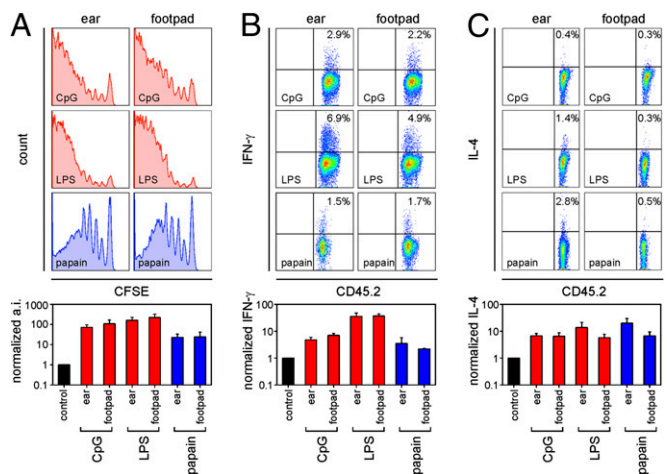 A
ear footpad
count
CpG CpG
LPS LPS
papain papain
CFSE
normalized a.i.
1000
100
10
1
0.1
control
ear
footpad
ear
footpad
ear
footpad
CpG
LPS
papain
B
ear footpad
IFN-γ
2.9% 2.2%
CpG CpG
6.9% 4.9%
LPS LPS
1.5% 1.7%
papain papain
CD45.2
normalized IFN-γ
100
10
1
0.1
control
ear
footpad
ear
footpad
ear
footpad
CpG
LPS
papain
C
ear footpad
IL-4
0.4% 0.3%
CpG CpG
1.4% 0.3%
LPS LPS
2.8% 0.5%
papain papain
CD45.2
normalized IL-4
100
10
1
0.1
control
ear
footpad
ear
footpad
ear
footpad
CpG
LPS
papain